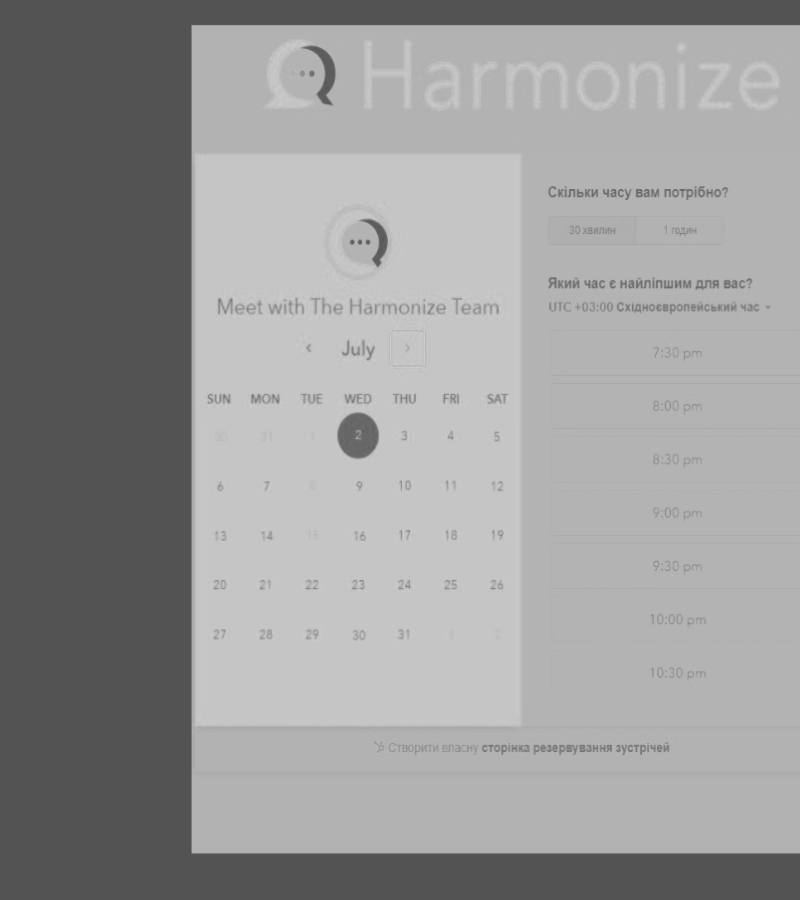 Harmonize
Meet with The Harmonize Team
‹ July ›
SUN MON TUE WED THU FRI SAT
30 31 1 2 3 4 5
6 7 8 9 10 11 12
13 14 15 16 17 18 19
20 21 22 23 24 25 26
27 28 29 30 31 1 2
Скільки часу вам потрібно?
30 хвилин 1 годин
Який час є найліпшим для вас?
UTC +03:00 Східноєвропейський час
7:30 pm
8:00 pm
8:30 pm
9:00 pm
9:30 pm
10:00 pm
10:30 pm
Створити власну сторінка резервування зустрічей